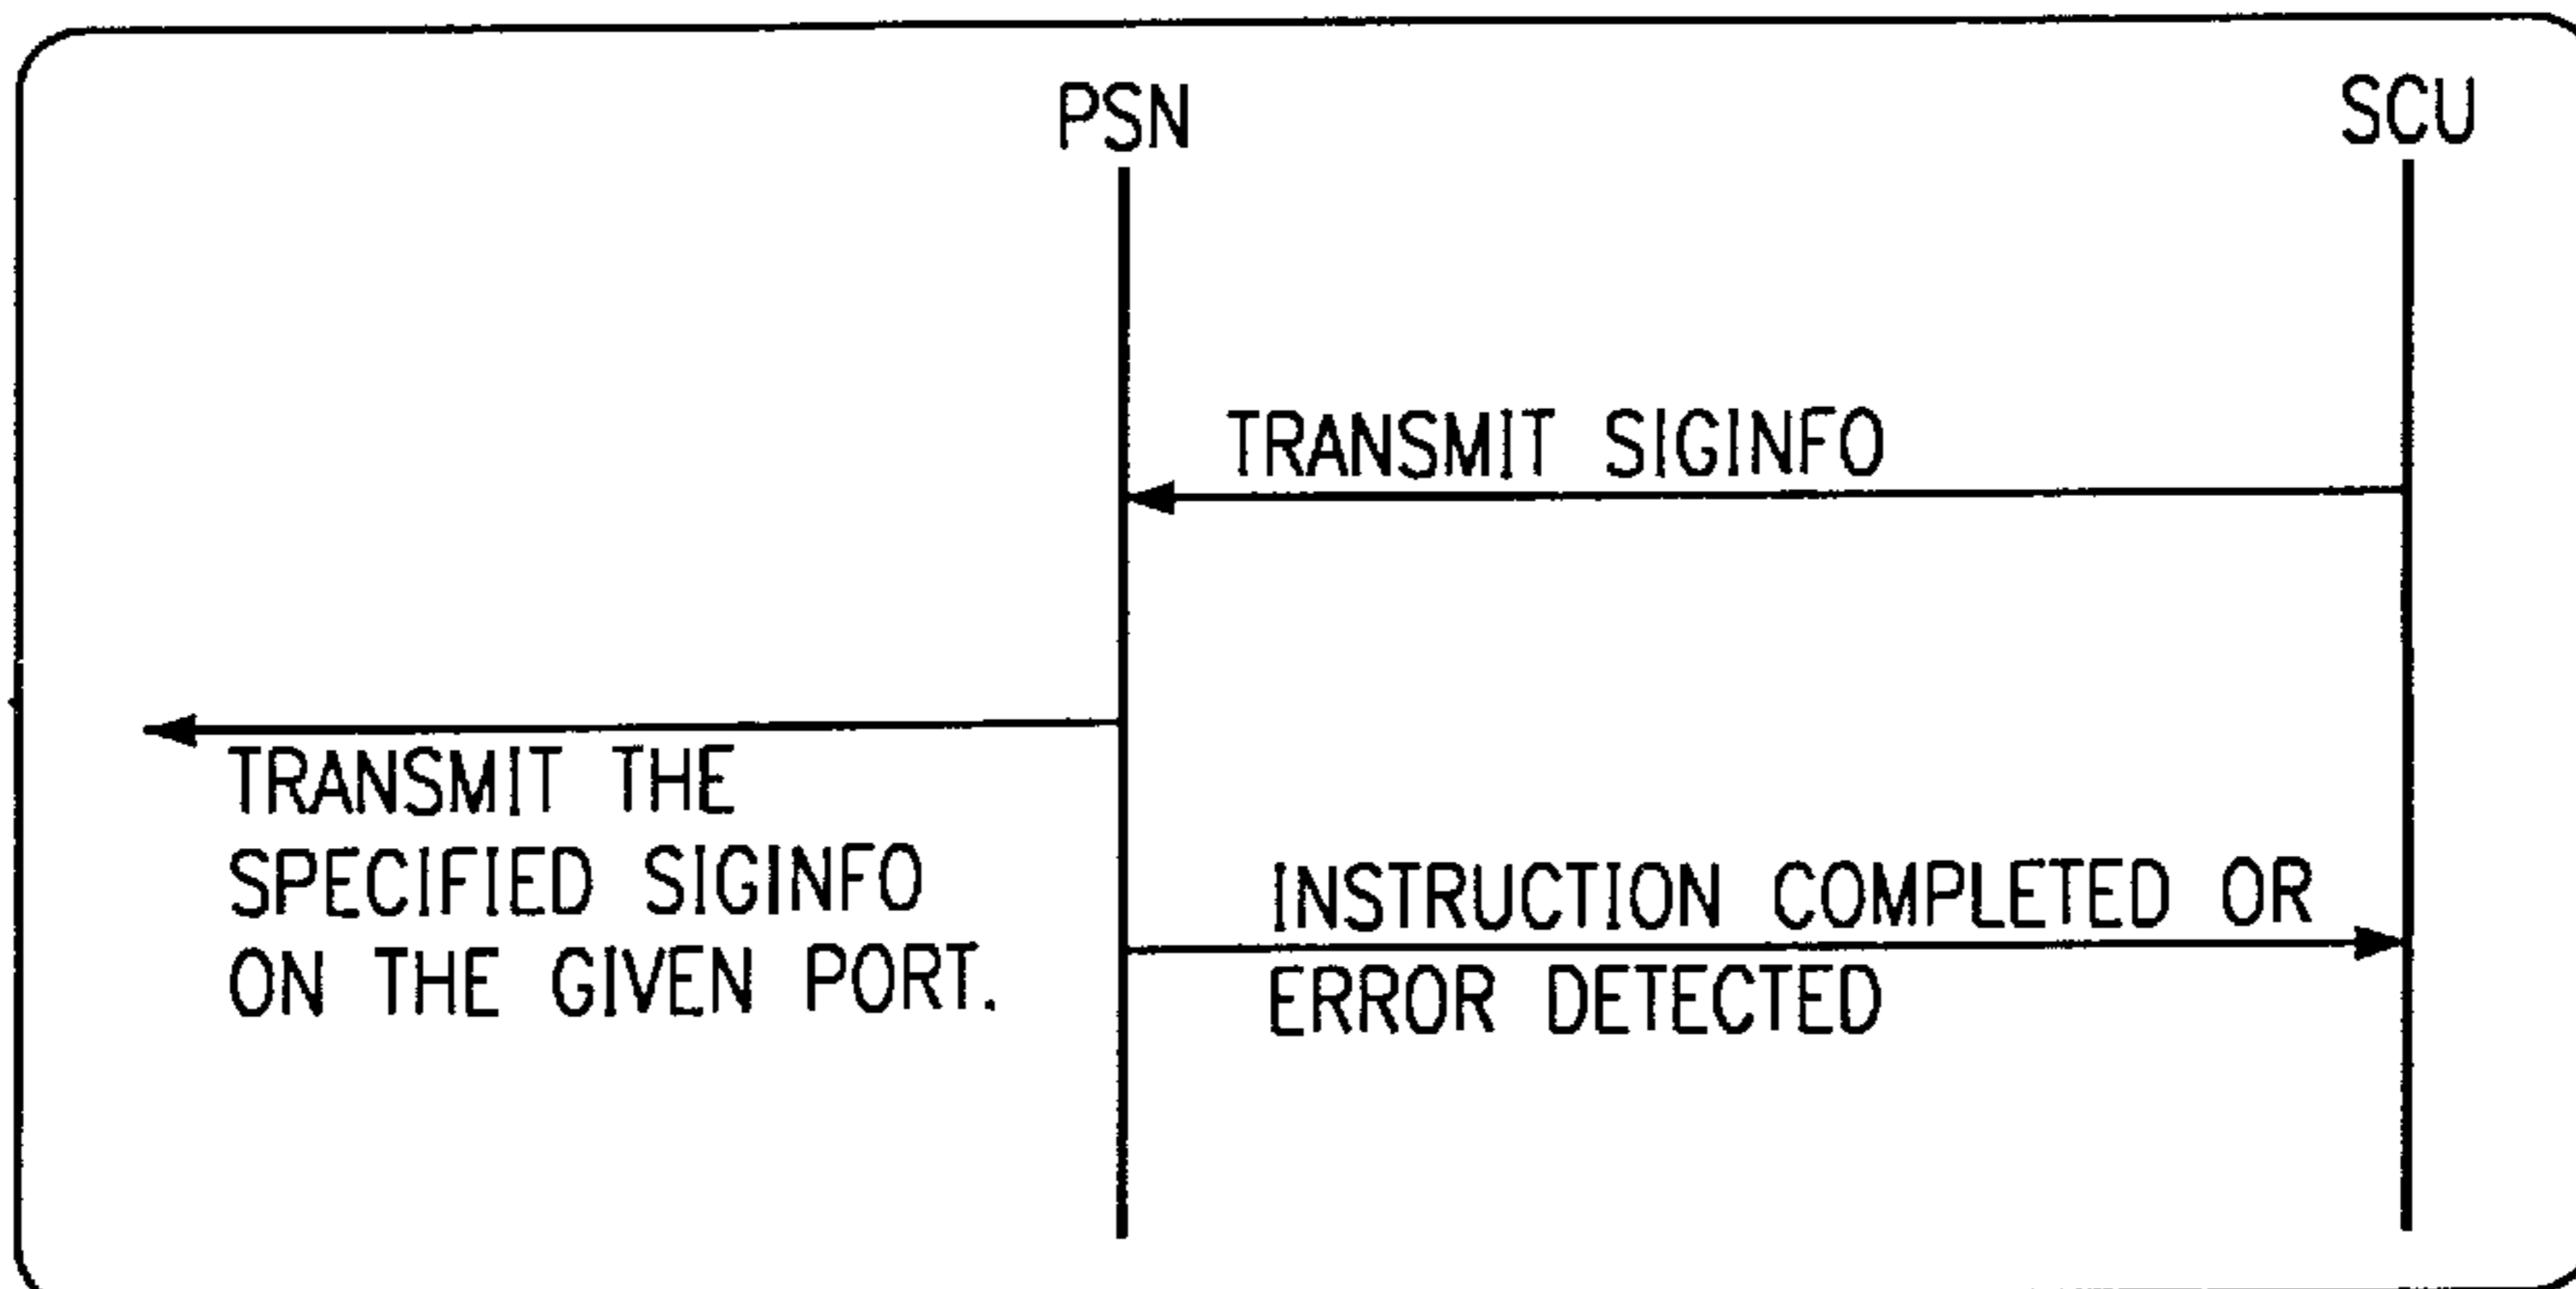 PSN
SCU
TRANSMIT SIGINFO
TRANSMIT THE
SPECIFIED SIGINFO
ON THE GIVEN PORT.
INSTRUCTION COMPLETED OR
ERROR DETECTED